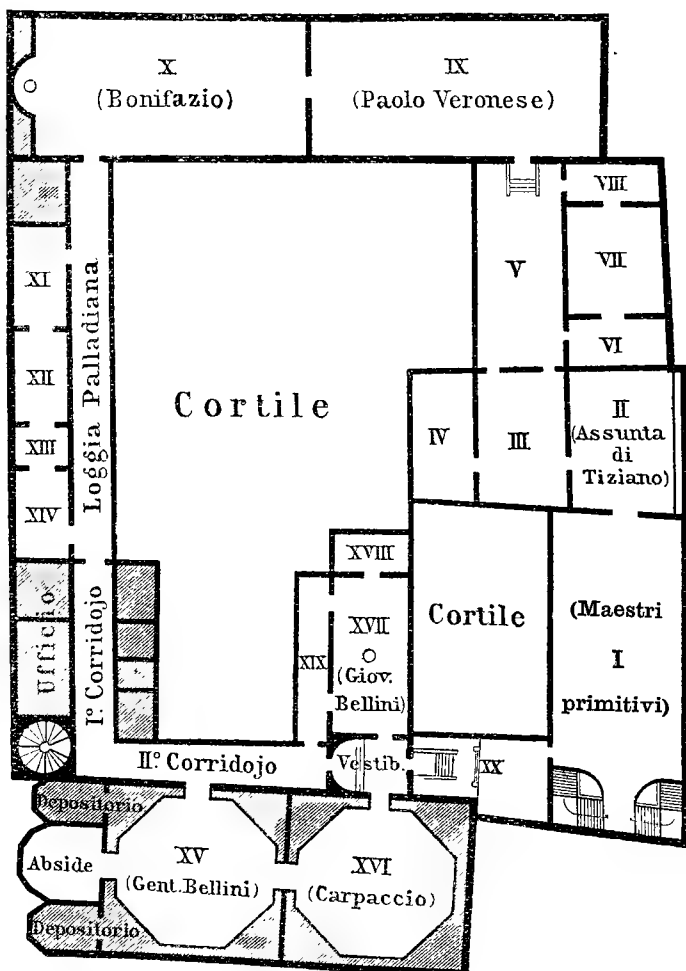 X
(Bonifazio)
IX
(Paolo Veronese)
VIII
V
VII
VI
XI
XII
XIII
XIV
Loggia Palladiana
Cortile
IV
III
II
(Assunta
di
Tiziano)
XVIII
XVII
(Giov.
Bellini)
XIX
Cortile
(Maestri
I
primitivi)
Ufficio
Iº. Corridojo
IIº. Corridojo
Vestib.
XX
Depositorio
Abside
Depositorio
XV
(Gent. Bellini)
XVI
(Carpaccio)